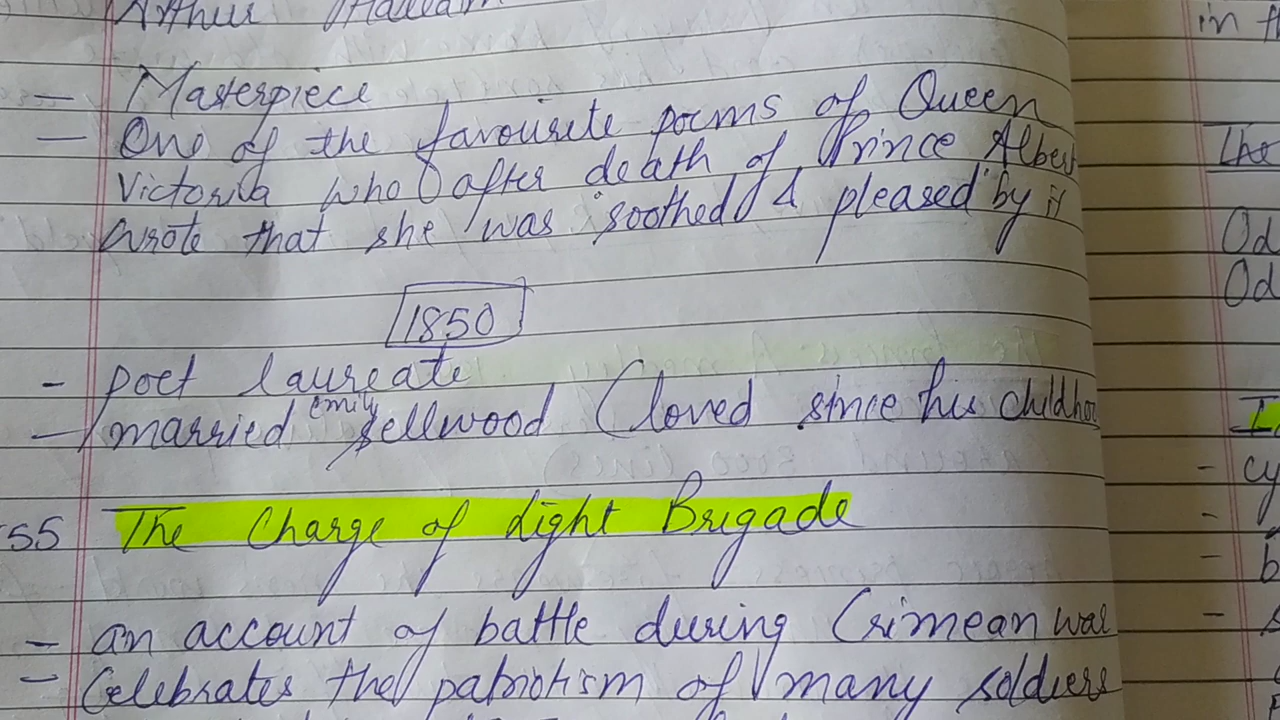 Arthur Hallam
- Masterpiece
- One of the favourite poems of Queen
Victoria who after death of Prince Albert
wrote that she was soothed & pleased by it
1850
- poet laureate
- married emily sellwood (loved since his childhoo
55 The Charge of Light Brigade
- an account of battle during Crimean war
- Celebrates the patriotism of many soldiers
in th
The
Od
Od
- cy
- b